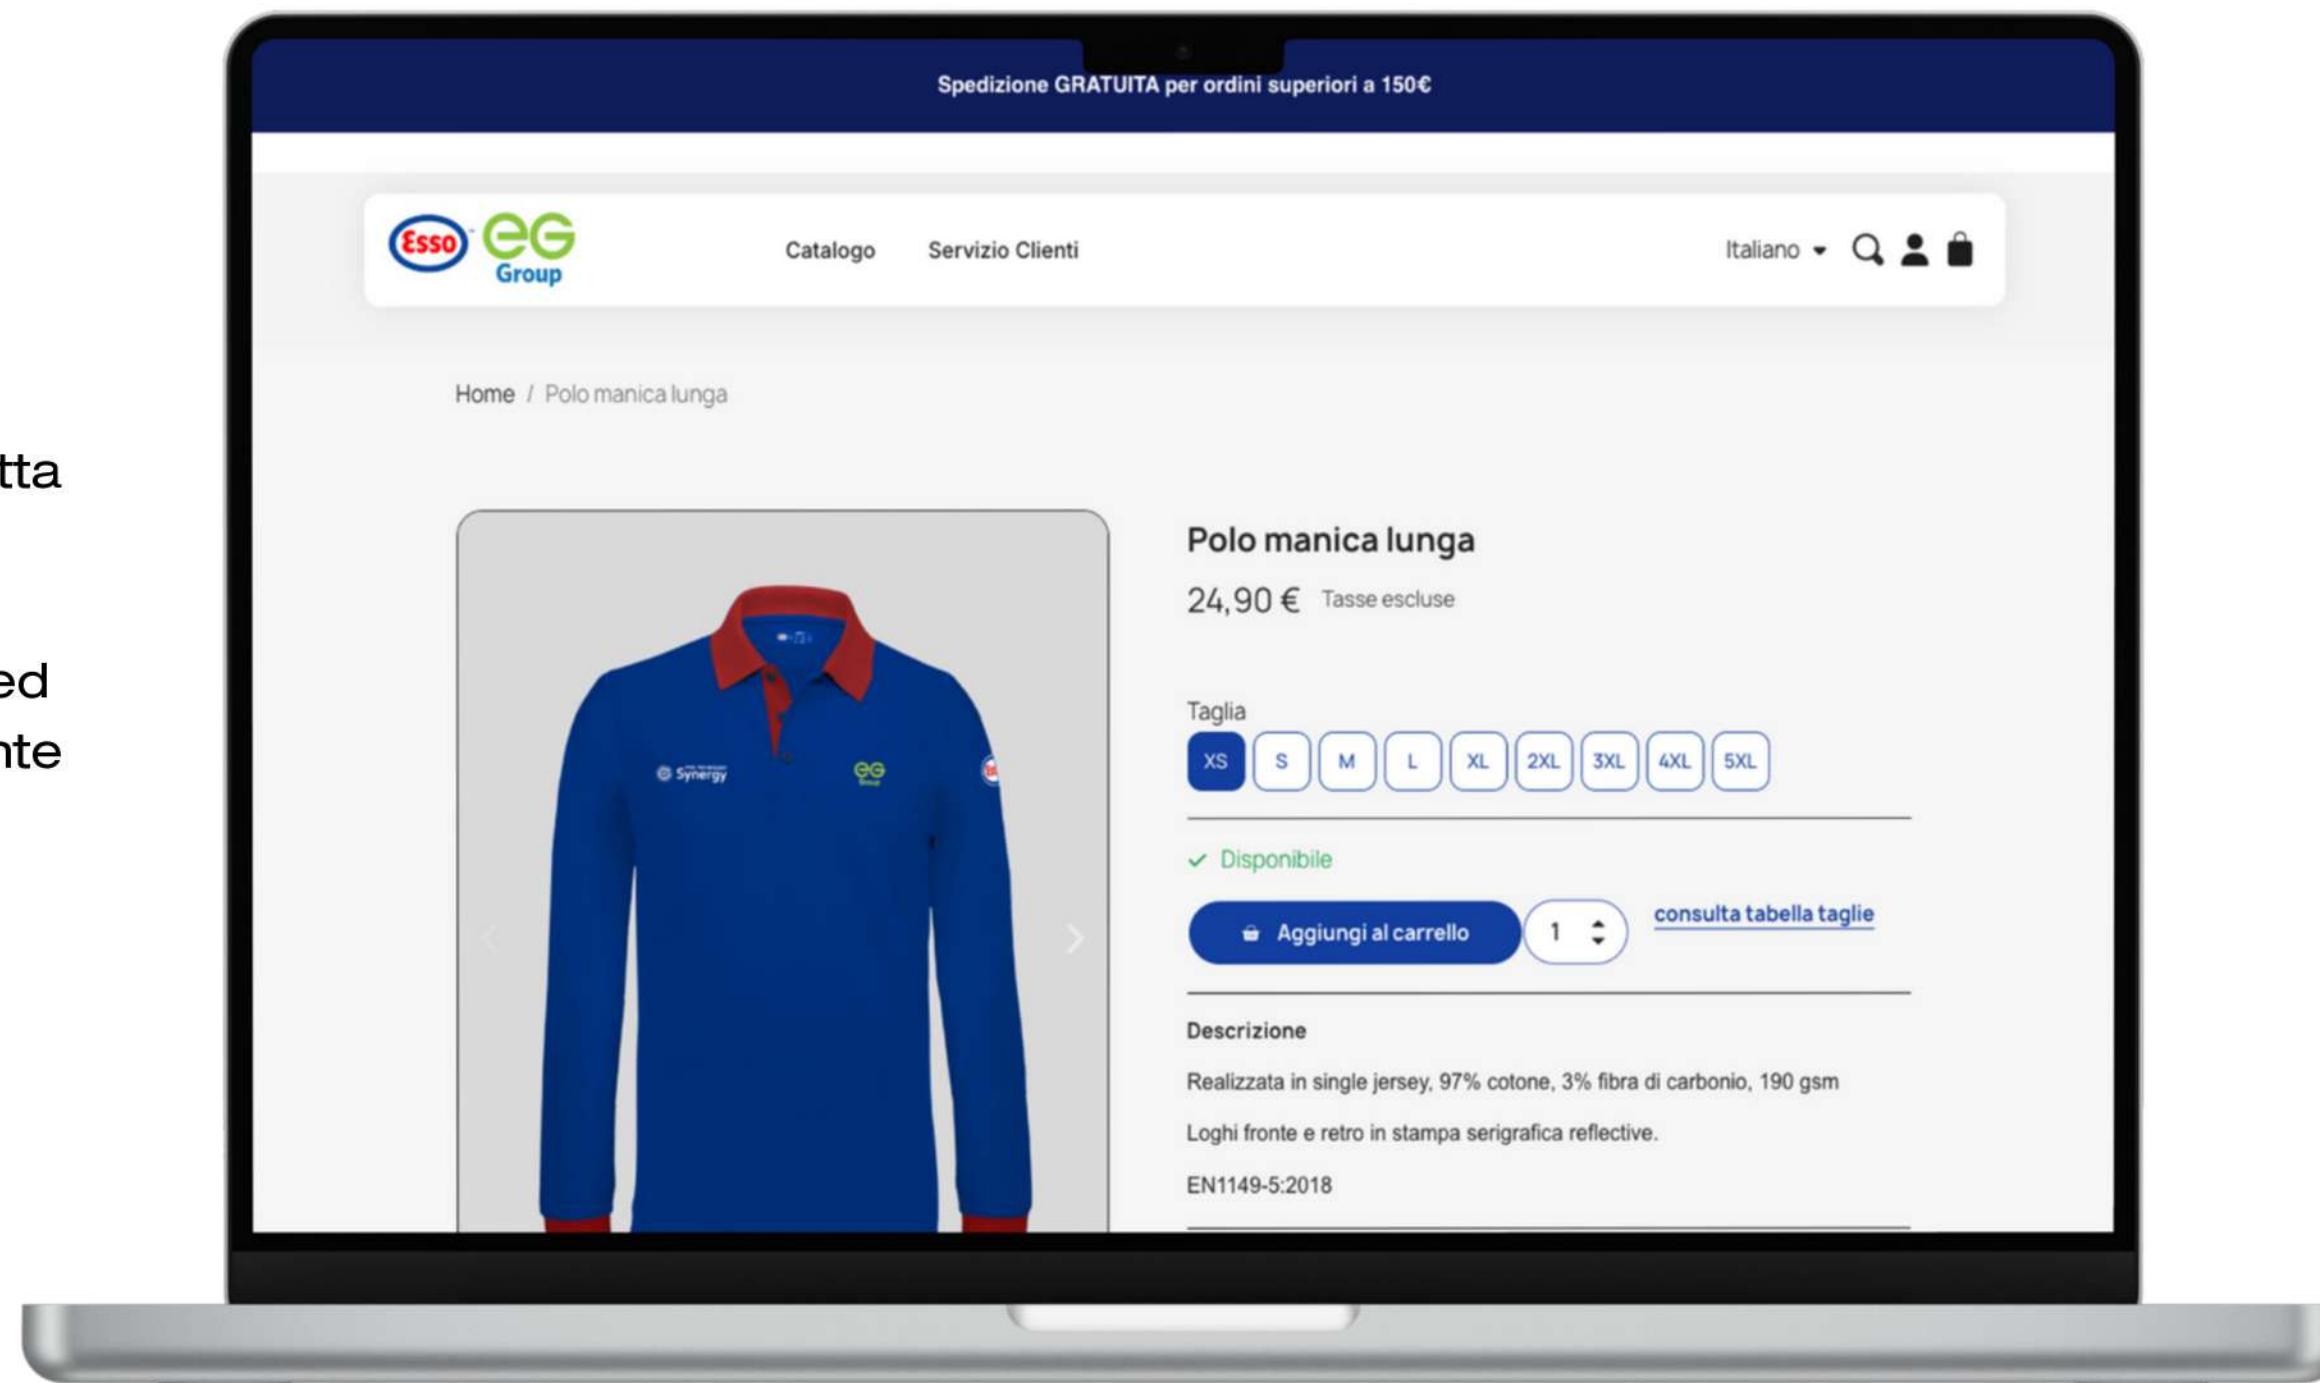 Spedizione GRATUITA per ordini superiori a 150€
Esso
eG
Group
Catalogo
Servizio Clienti
Italiano
Home / Polo manica lunga
tta
ed
nte
Polo manica lunga
24,90 € Tasse escluse
Taglia
XS S M L XL 2XL 3XL 4XL 5XL
Synergy
eG
Group
Disponibile
Aggiungi al carrello
1
consulta tabella taglie
Descrizione
Realizzata in single jersey, 97% cotone, 3% fibra di carbonio, 190 gsm
Loghi fronte e retro in stampa serigrafica reflective.
EN1149-5:2018